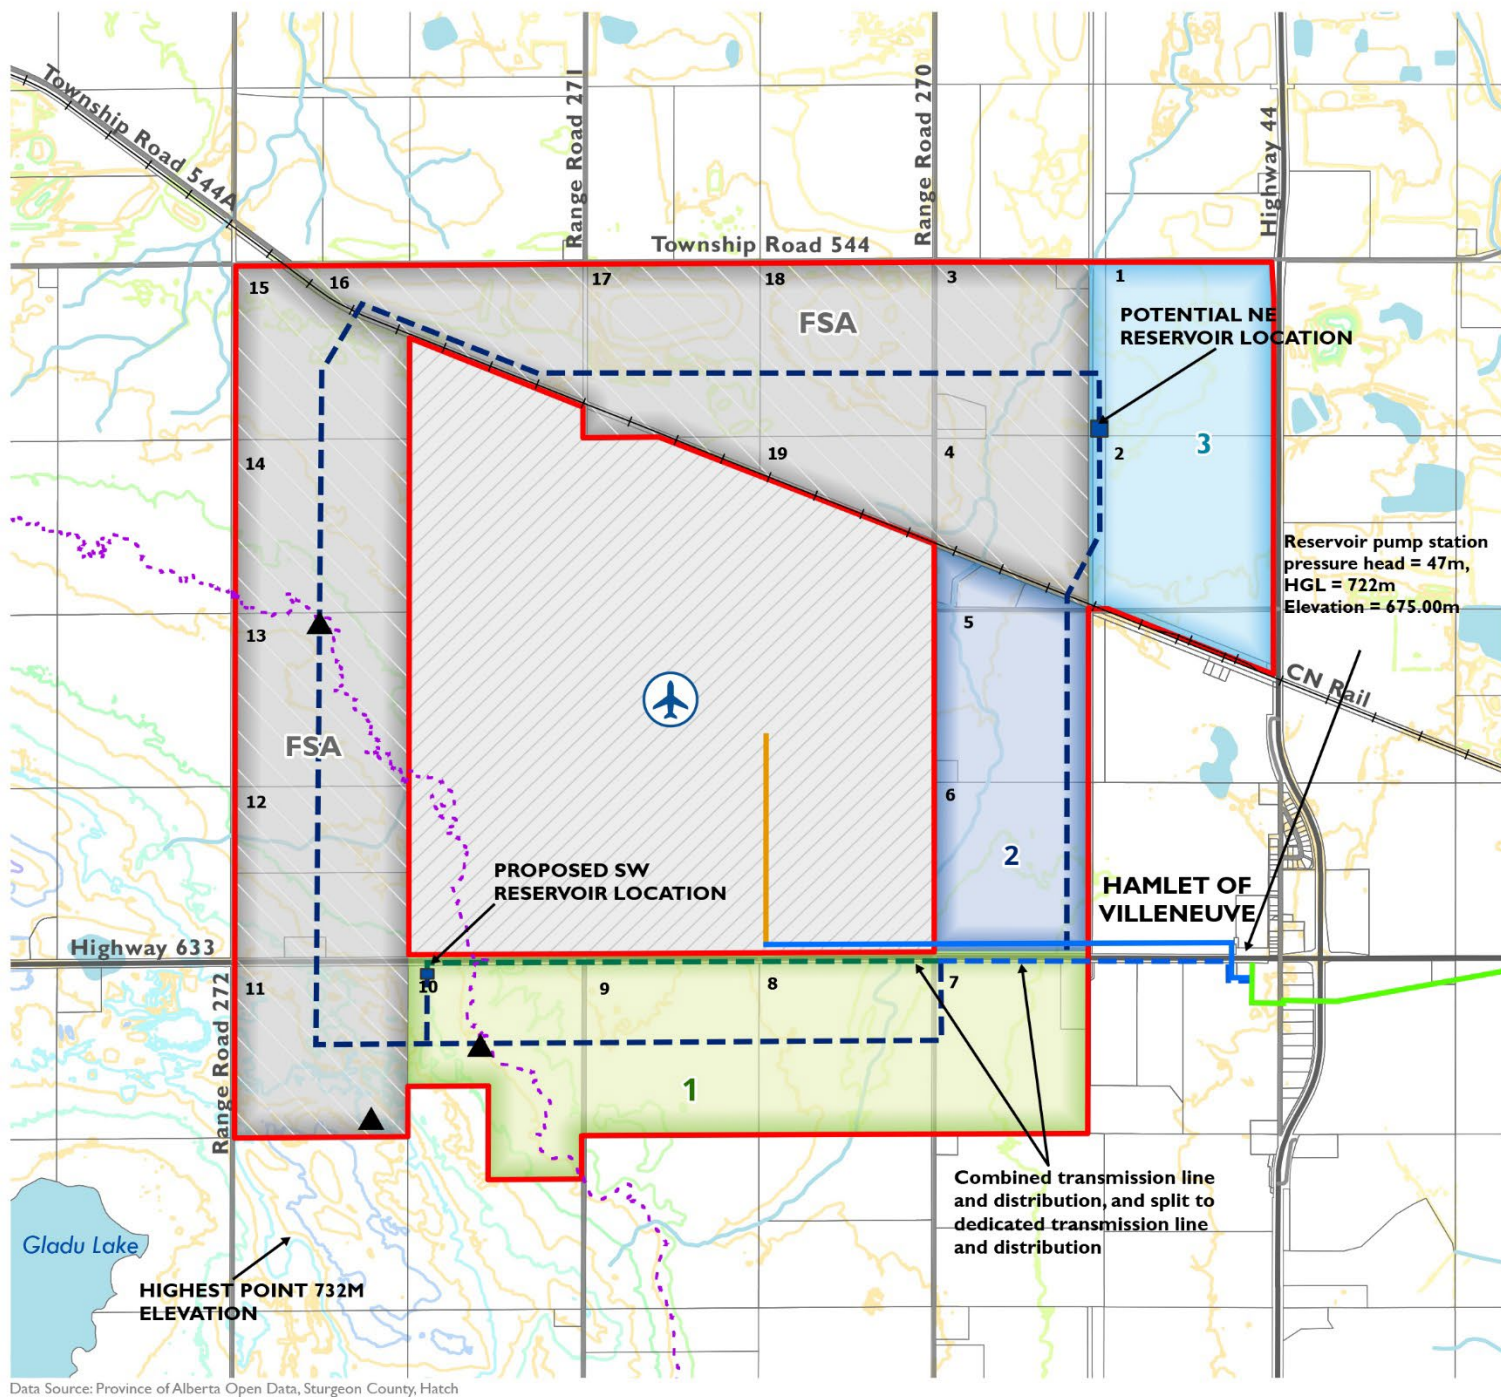 Township Road 544A
Range Road 271
Range Road 270
Highway 44
Township Road 544
15
16
17
18
3
1
FSA
POTENTIAL NE
RESERVOIR LOCATION
14
19
4
2
3
Reservoir pump station
pressure head = 47m,
HGL = 722m
Elevation = 675.00m
13
5
CN Rail
FSA
12
6
2
PROPOSED SW
RESERVOIR LOCATION
HAMLET OF
VILLENEUVE
Highway 633
Range Road 272
11
10
9
8
7
1
Combined transmission line
and distribution, and split to
dedicated transmission line
and distribution
Gladu Lake
HIGHEST POINT 732M
ELEVATION
Data Source: Province of Alberta Open Data, Sturgeon County, Hatch